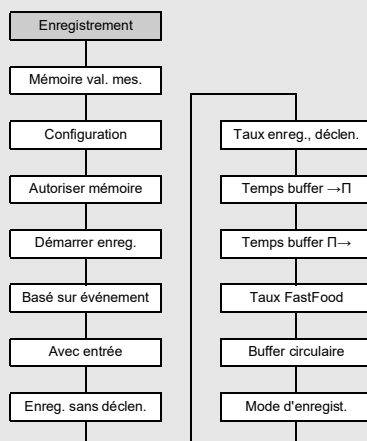 Enregistrement
Mémoire val. mes.
Configuration
Autoriser mémoire
Démarrer enreg.
Basé sur événement
Avec entrée
Enreg. sans déclen.
Taux enreg., déclen.
Temps buffer →Π
Temps buffer Π→
Taux FastFood
Buffer circulaire
Mode d'enregist.